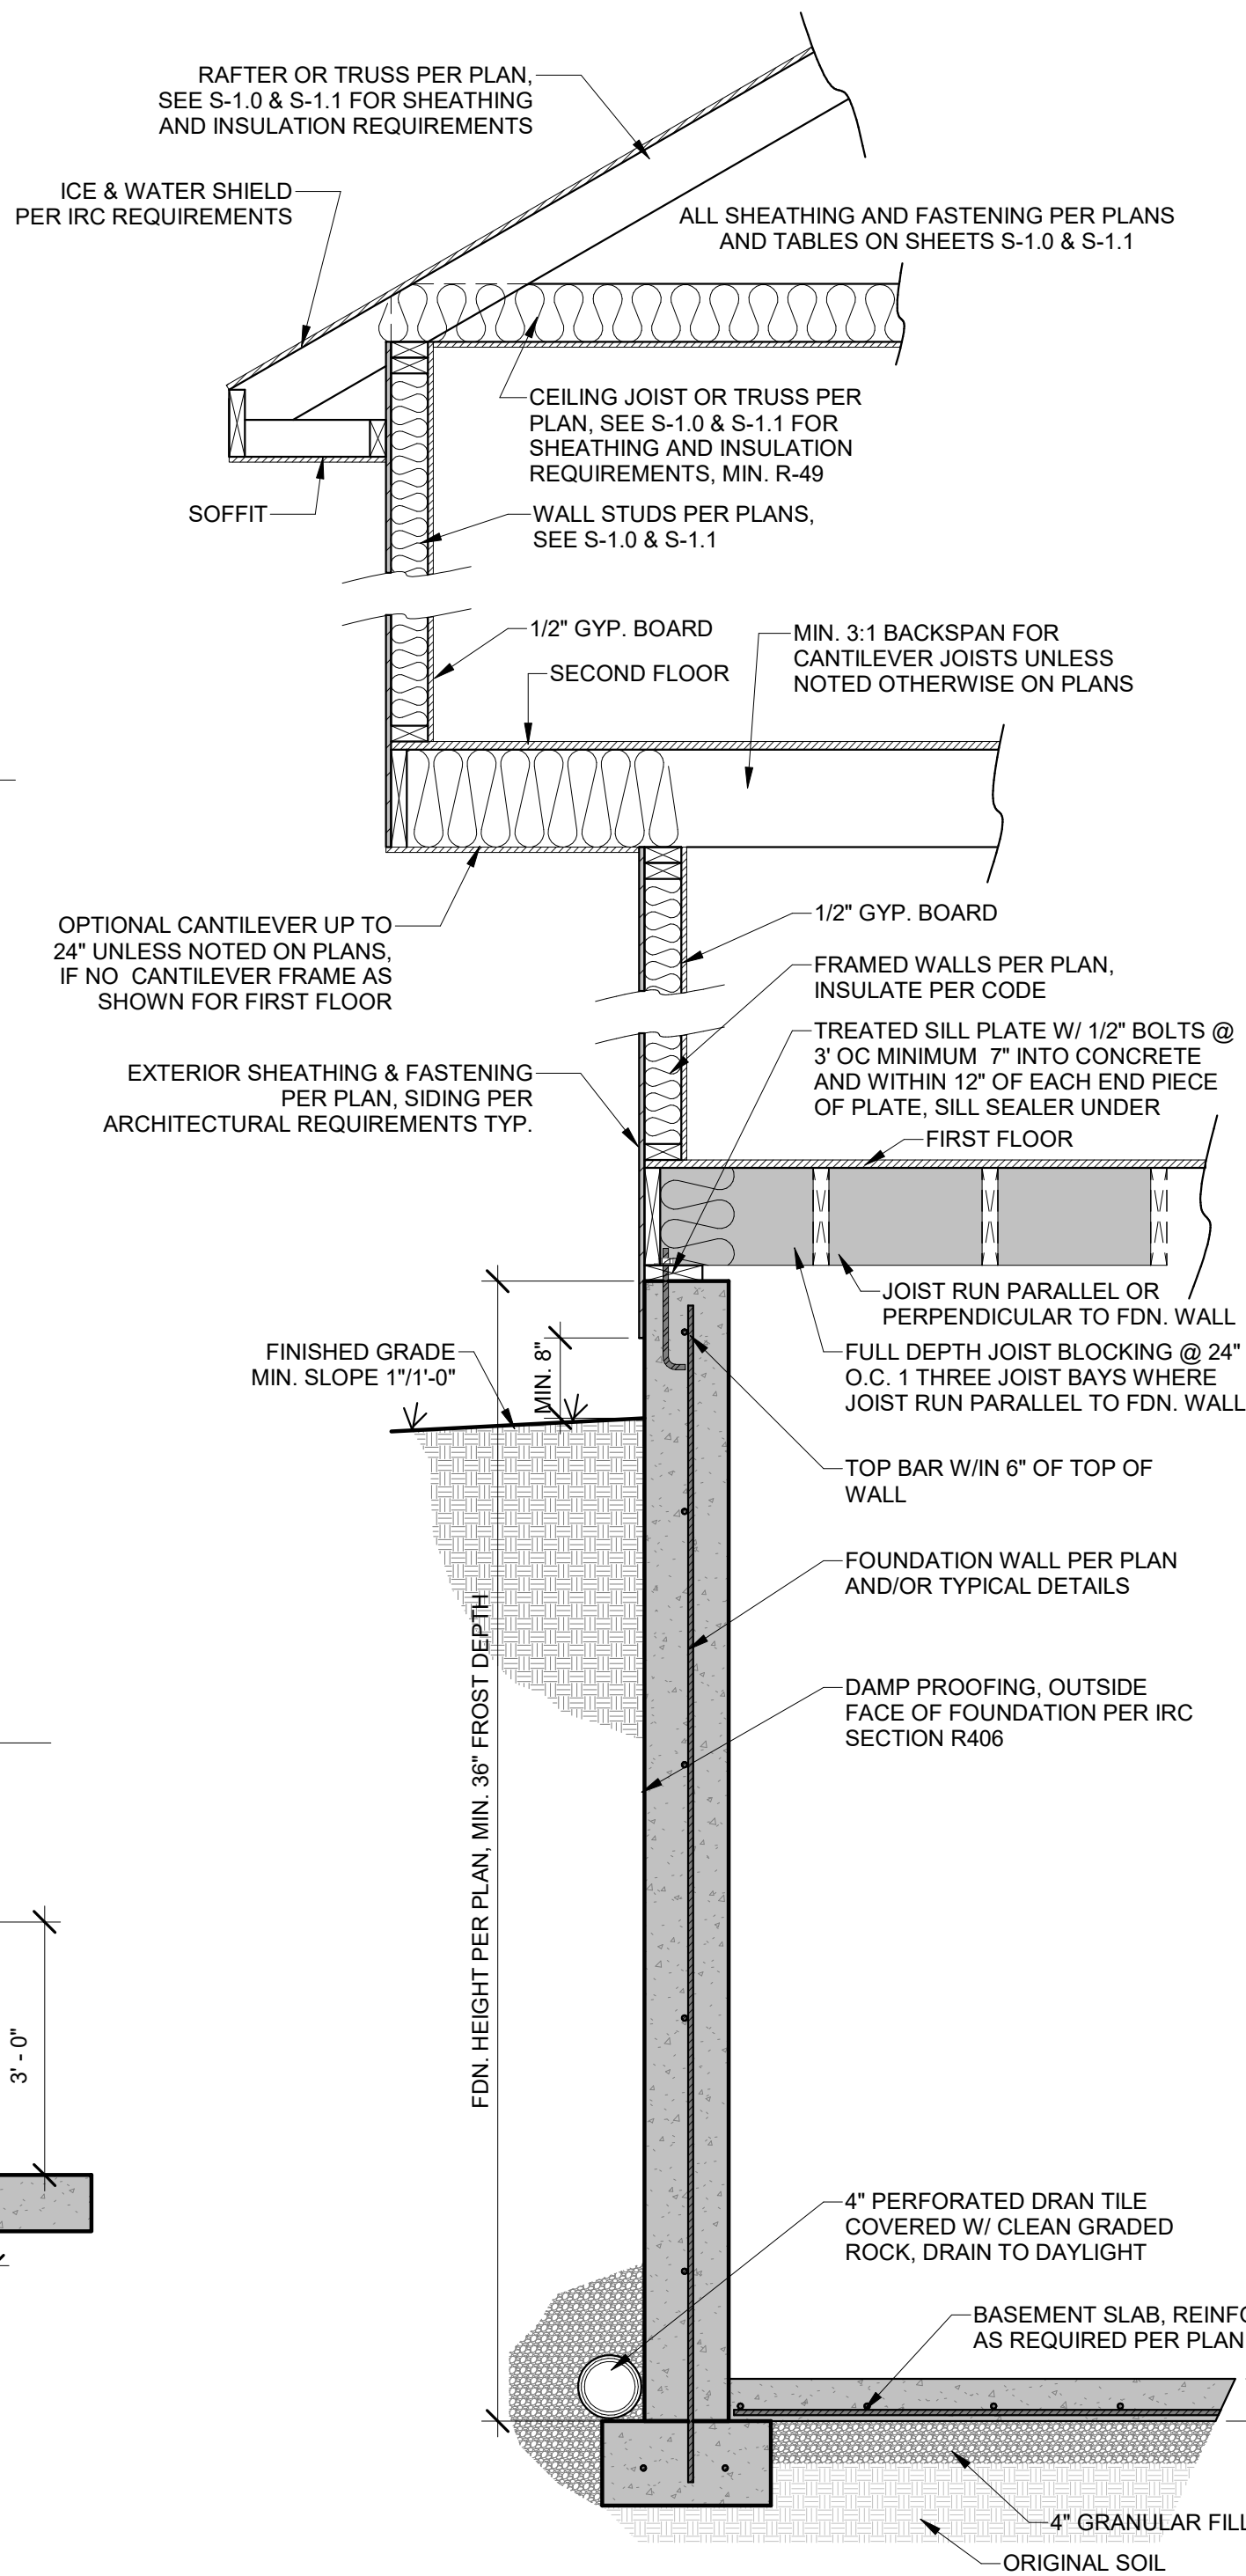 RAFTER OR TRUSS PER PLAN,
SEE S-1.0 & S-1.1 FOR SHEATHING
AND INSULATION REQUIREMENTS
ICE & WATER SHIELD
PER IRC REQUIREMENTS
ALL SHEATHING AND FASTENING PER PLANS
AND TABLES ON SHEETS S-1.0 & S-1.1
CEILING JOIST OR TRUSS PER
PLAN, SEE S-1.0 & S-1.1 FOR
SHEATHING AND INSULATION
REQUIREMENTS, MIN. R-49
SOFFIT
WALL STUDS PER PLANS,
SEE S-1.0 & S-1.1
1/2" GYP. BOARD
SECOND FLOOR
MIN. 3:1 BACKSPAN FOR
CANTILEVER JOISTS UNLESS
NOTED OTHERWISE ON PLANS
OPTIONAL CANTILEVER UP TO
24" UNLESS NOTED ON PLANS,
IF NO CANTILEVER FRAME AS
SHOWN FOR FIRST FLOOR
1/2" GYP. BOARD
FRAMED WALLS PER PLAN,
INSULATE PER CODE
TREATED SILL PLATE W/ 1/2" BOLTS @
3' OC MINIMUM 7" INTO CONCRETE
AND WITHIN 12" OF EACH END PIECE
OF PLATE, SILL SEALER UNDER
EXTERIOR SHEATHING & FASTENING
PER PLAN, SIDING PER
ARCHITECTURAL REQUIREMENTS TYP.
FIRST FLOOR
JOIST RUN PARALLEL OR
PERPENDICULAR TO FDN. WALL
FINISHED GRADE
MIN. SLOPE 1"/1'-0"
MIN. 8"
FULL DEPTH JOIST BLOCKING @ 24"
O.C. 1 THREE JOIST BAYS WHERE
JOIST RUN PARALLEL TO FDN. WALL
TOP BAR W/IN 6" OF TOP OF
WALL
FOUNDATION WALL PER PLAN
AND/OR TYPICAL DETAILS
FDN. HEIGHT PER PLAN, MIN. 36" FROST DEPTH
DAMP PROOFING, OUTSIDE
FACE OF FOUNDATION PER IRC
SECTION R406
3' - 0"
4" PERFORATED DRAN TILE
COVERED W/ CLEAN GRADED
ROCK, DRAIN TO DAYLIGHT
BASEMENT SLAB, REINFO
AS REQUIRED PER PLAN
4" GRANULAR FILL
ORIGINAL SOIL